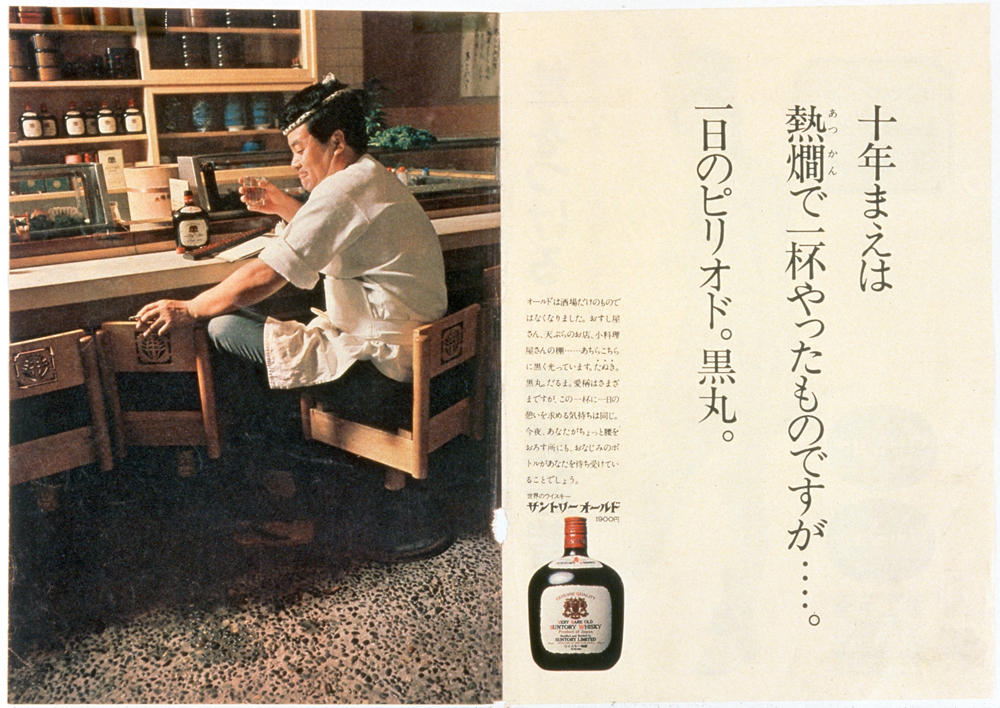 十年まえは
熱燗で一杯やったものですが……。
あつかん
一日のピリオド。黒丸。
オールドは酒場だけのもので
はなくなりました。おすし屋
さん、天ぷらのお店、小料理
屋さんの棚……あちらこちら
に黒く光っています。たぬき。
黒丸。だるま。愛称はさまざ
まですが、この一杯に一日の
憩いを求める気持ちは同じ。
今夜、あなたがちょっと腰を
おろす所にも、おなじみのボ
トルがあなたを待ち受けてい
ることでしょう。
世界のウイスキー
サントリーオールド
1900円
GENUINE QUALITY
VERY RARE OLD
SUNTORY WHISKY
Product of Japan
SUNTORY LIMITED